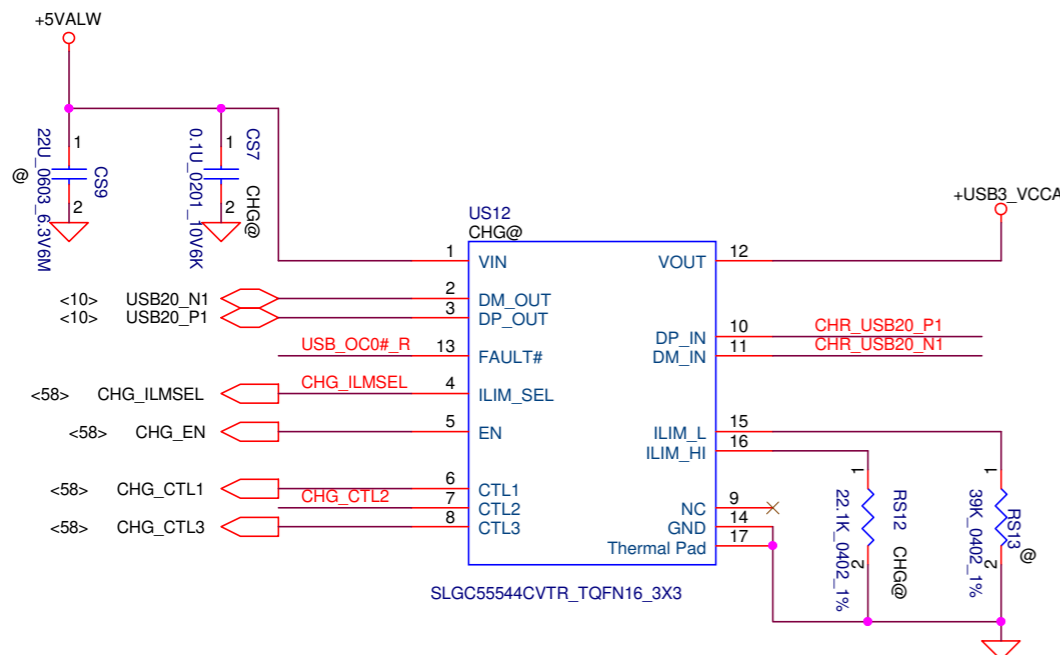 +5VALW
1
2
CS9
22U_0603_6.3V6M
@
1
2
CS7
0.1U_0201_10V6K
CHG@
US12
CHG@
+USB3_VCCA
1 VIN
VOUT 12
<10> USB20_N1 2 DM_OUT
<10> USB20_P1 3 DP_OUT
DP_IN 10 CHR_USB20_P1
DM_IN 11 CHR_USB20_N1
USB_OC0#_R 13 FAULT#
<58> CHG_ILMSEL CHG_ILMSEL 4 ILIM_SEL
<58> CHG_EN 5 EN
ILIM_L 15
ILIM_HI 16
<58> CHG_CTL1 6 CTL1
CHG_CTL2 7 CTL2
<58> CHG_CTL3 8 CTL3
NC 9
GND 14
Thermal Pad 17
1
2
RS12
22.1K_0402_1%
CHG@
1
2
RS13
39K_0402_1%
@
SLGC55544CVTR_TQFN16_3X3